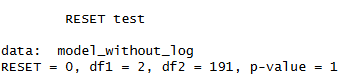 RESET test
data:  model_without_log
RESET = 0, df1 = 2, df2 = 191, p-value = 1